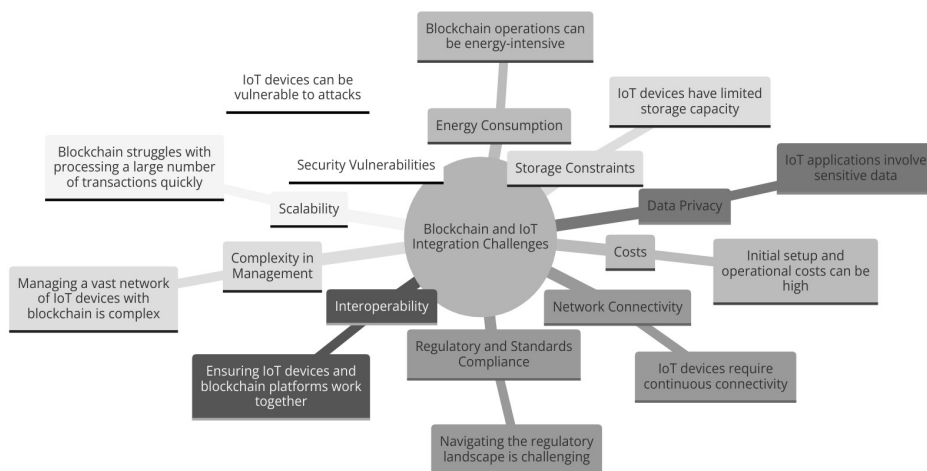 Blockchain operations can
be energy-intensive
IoT devices can be
vulnerable to attacks
IoT devices have limited
storage capacity
Energy Consumption
Blockchain struggles with
processing a large number
of transactions quickly
Security Vulnerabilities
Storage Constraints
IoT applications involve
sensitive data
Scalability
Data Privacy
Blockchain and IoT
Integration Challenges
Complexity in
Management
Costs
Initial setup and
operational costs can be
high
Managing a vast network
of IoT devices with
blockchain is complex
Interoperability
Network Connectivity
Regulatory and Standards
Compliance
Ensuring IoT devices and
blockchain platforms work
together
IoT devices require
continuous connectivity
Navigating the regulatory
landscape is challenging